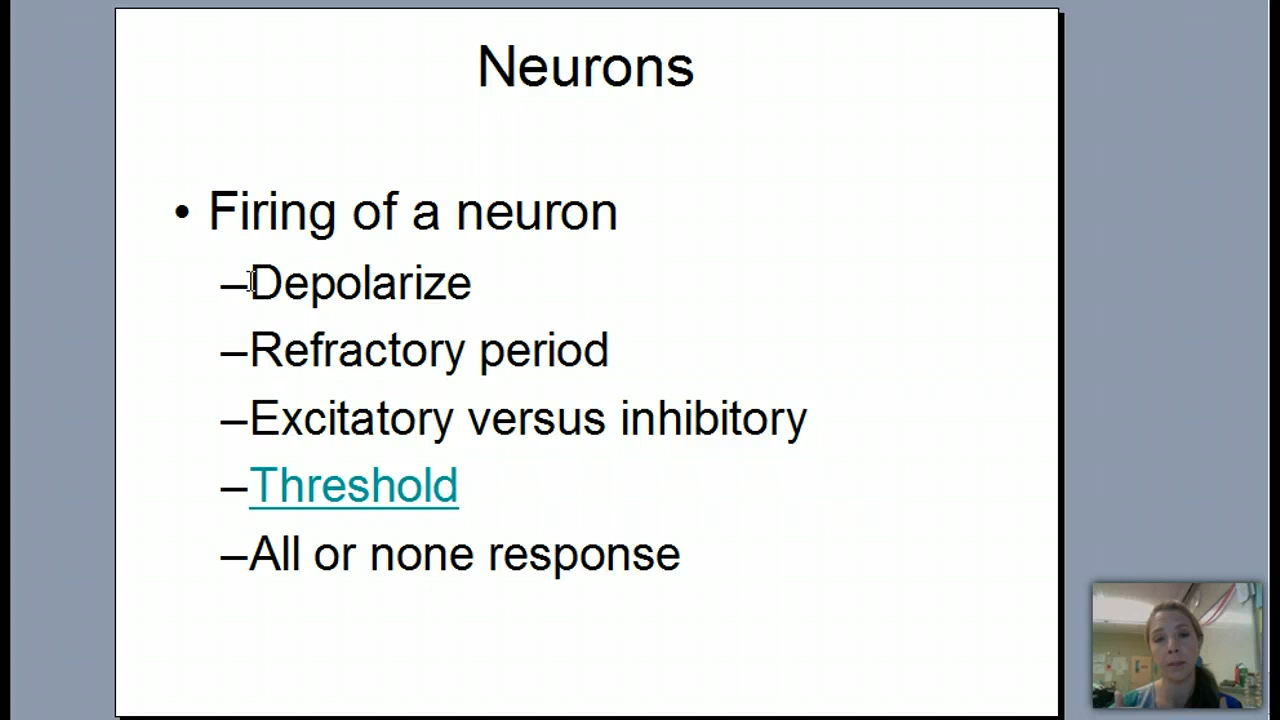 Neurons
• Firing of a neuron
–Depolarize
–Refractory period
–Excitatory versus inhibitory
–Threshold
–All or none response